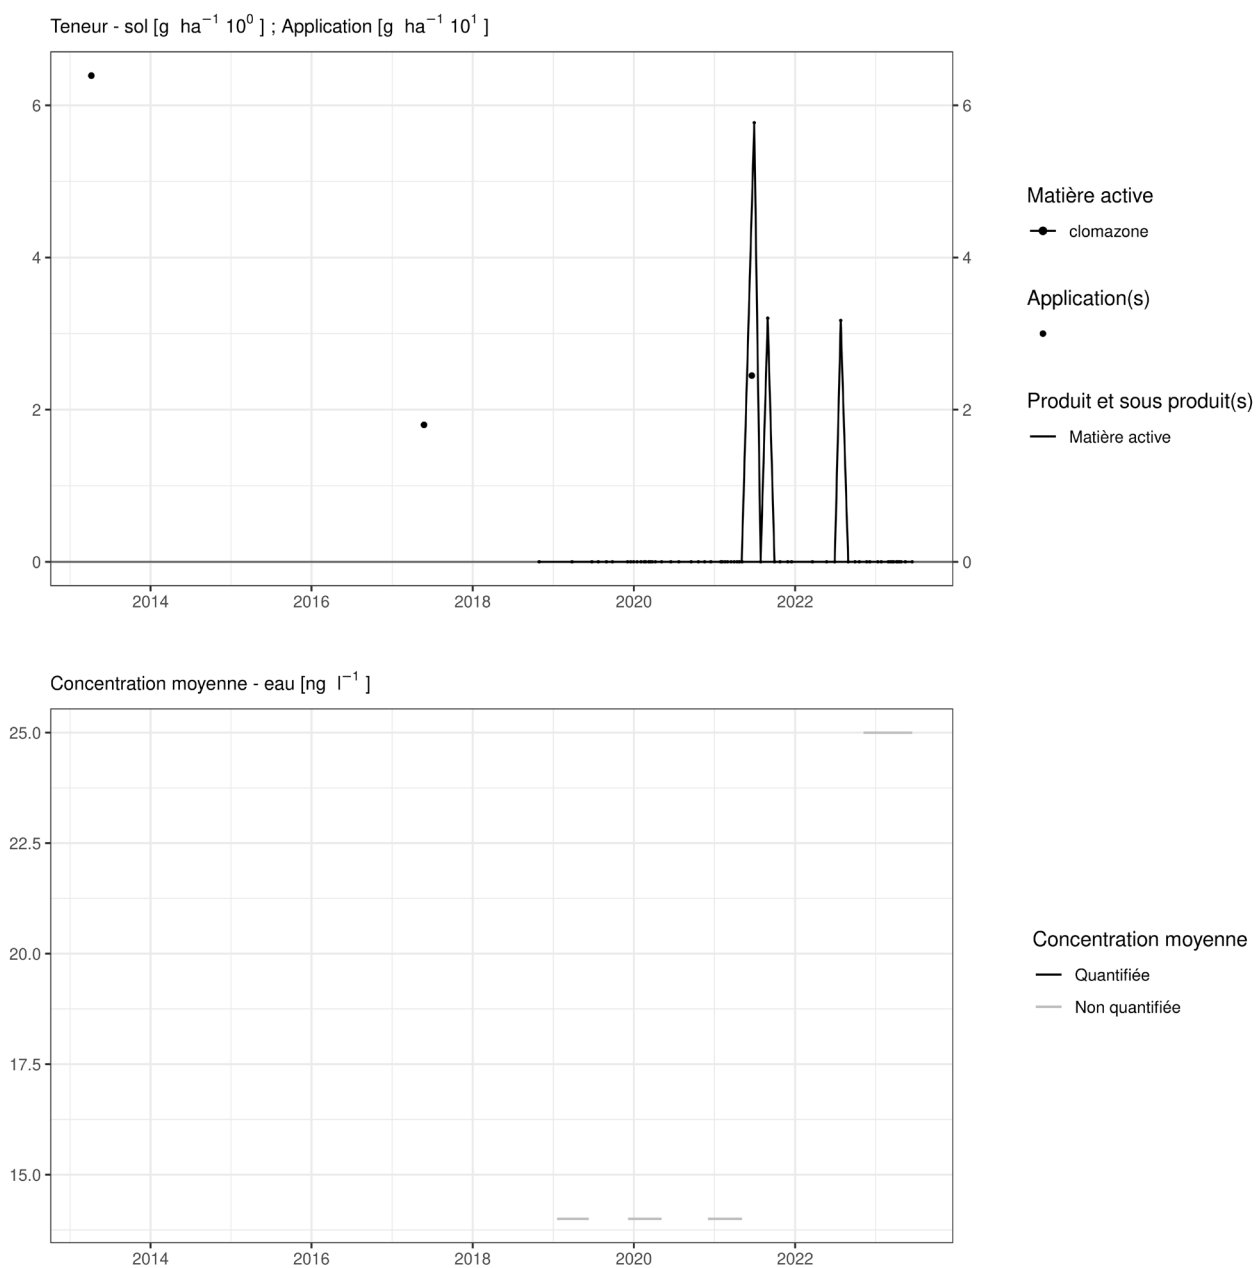 Teneur - sol [g ha⁻¹ 10⁰ ] ; Application [g ha⁻¹ 10¹ ]
6
6
4
4
2
2
0
0
2014 2016 2018 2020 2022
Matière active
clomazone
Application(s)
Produit et sous produit(s)
Matière active
Concentration moyenne - eau [ng l⁻¹ ]
25.0
22.5
20.0
17.5
15.0
2014 2016 2018 2020 2022
Concentration moyenne
Quantifiée
Non quantifiée